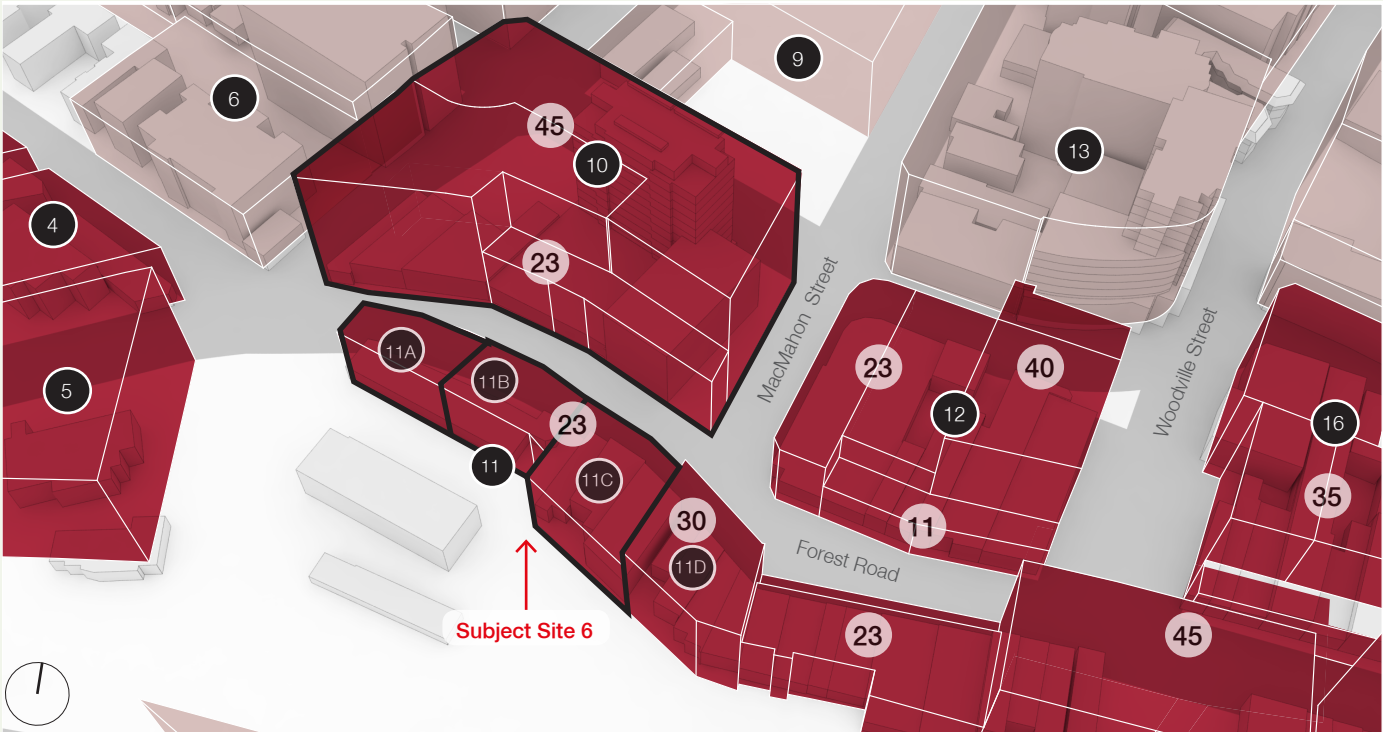 6
9
45
10
13
4
23
MacMahon Street
11A
5
11B
23
40
12
Woodville Street
23
11
16
11C
35
30
11
Forest Road
11D
Subject Site 6
23
45